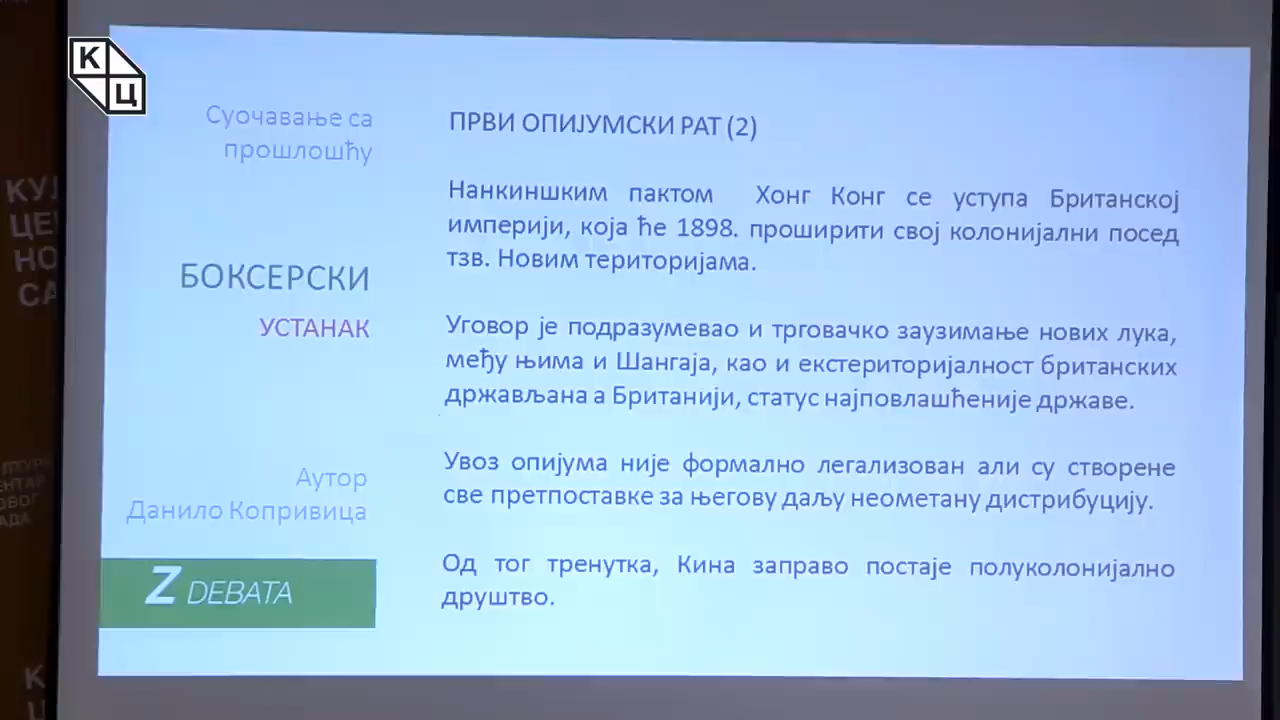 К
Ц
Суочавање са
прошлошћу
БОКСЕРСКИ
УСТАНАК
Аутор
Данило Копривица
Z DEBATA
ПРВИ ОПИЈУМСКИ РАТ (2)
Нанкиншким пактом Хонг Конг се уступа Британској
империји, која ће 1898. проширити свој колонијални посед
тзв. Новим територијама.
Уговор је подразумевао и трговачко заузимање нових лука,
међу њима и Шангаја, као и екстериторијалност британских
држављана а Британији, статус најповлашћеније државе.
Увоз опијума није формално легализован али су створене
све претпоставке за његову даљу неометану дистрибуцију.
Од тог тренутка, Кина заправо постаје полуколонијално
друштво.